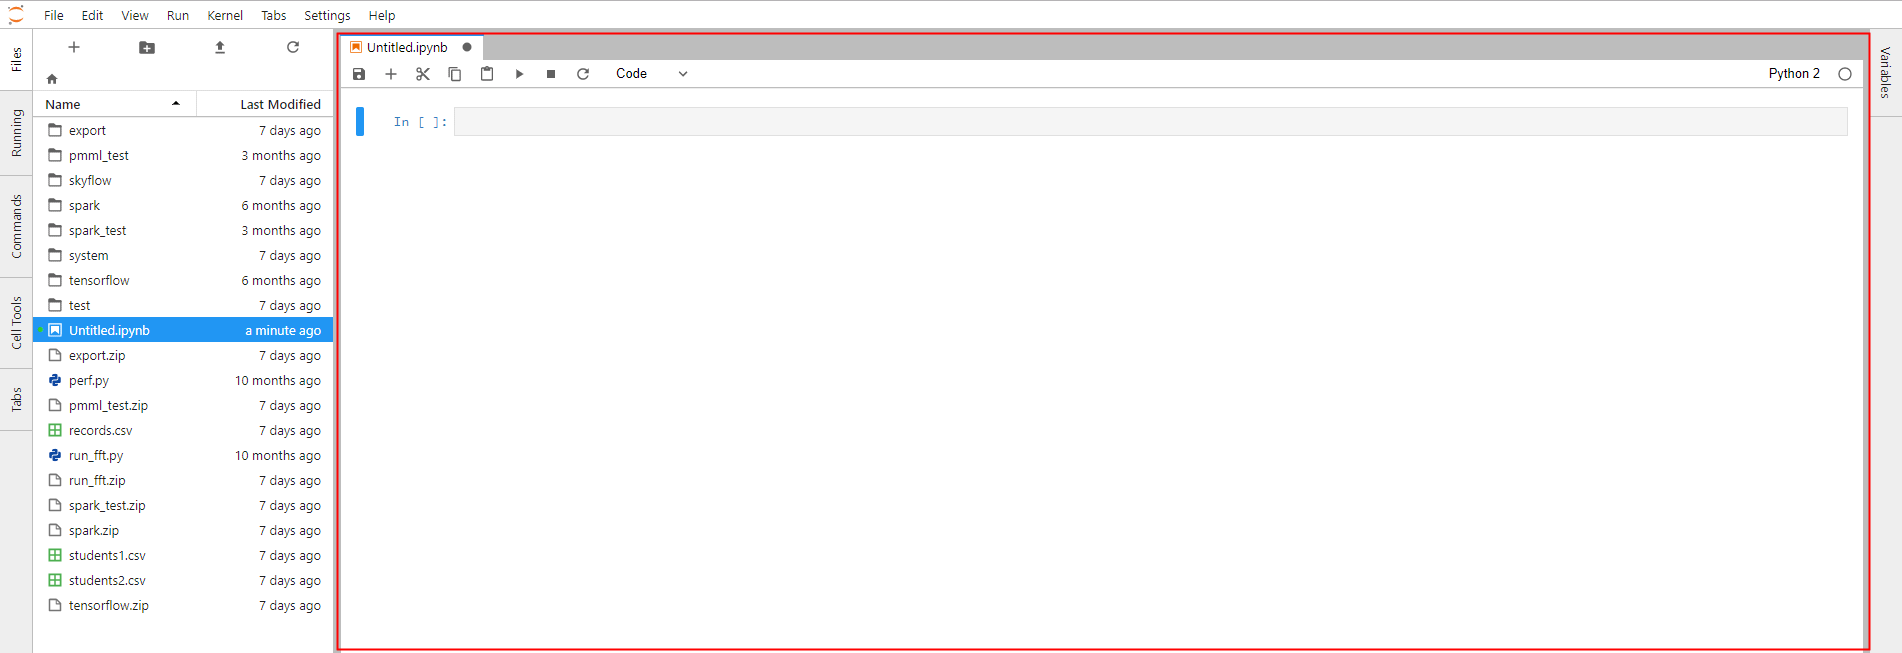 File Edit View Run Kernel Tabs Settings Help
Files
Running
Commands
Cell Tools
Tabs
Name Last Modified
export 7 days ago
pmml_test 3 months ago
skyflow 7 days ago
spark 6 months ago
spark_test 3 months ago
system 7 days ago
tensorflow 6 months ago
test 7 days ago
Untitled.ipynb a minute ago
export.zip 7 days ago
perf.py 10 months ago
pmml_test.zip 7 days ago
records.csv 7 days ago
run_fft.py 10 months ago
run_fft.zip 7 days ago
spark_test.zip 7 days ago
spark.zip 7 days ago
students1.csv 7 days ago
students2.csv 7 days ago
tensorflow.zip 7 days ago
Untitled.ipynb
Code Python 2
In [ ]:
Variables